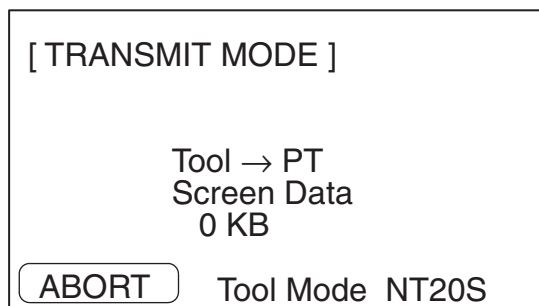 [ TRANSMIT MODE ]
Tool → PT
Screen Data
0 KB
ABORT Tool Mode NT20S